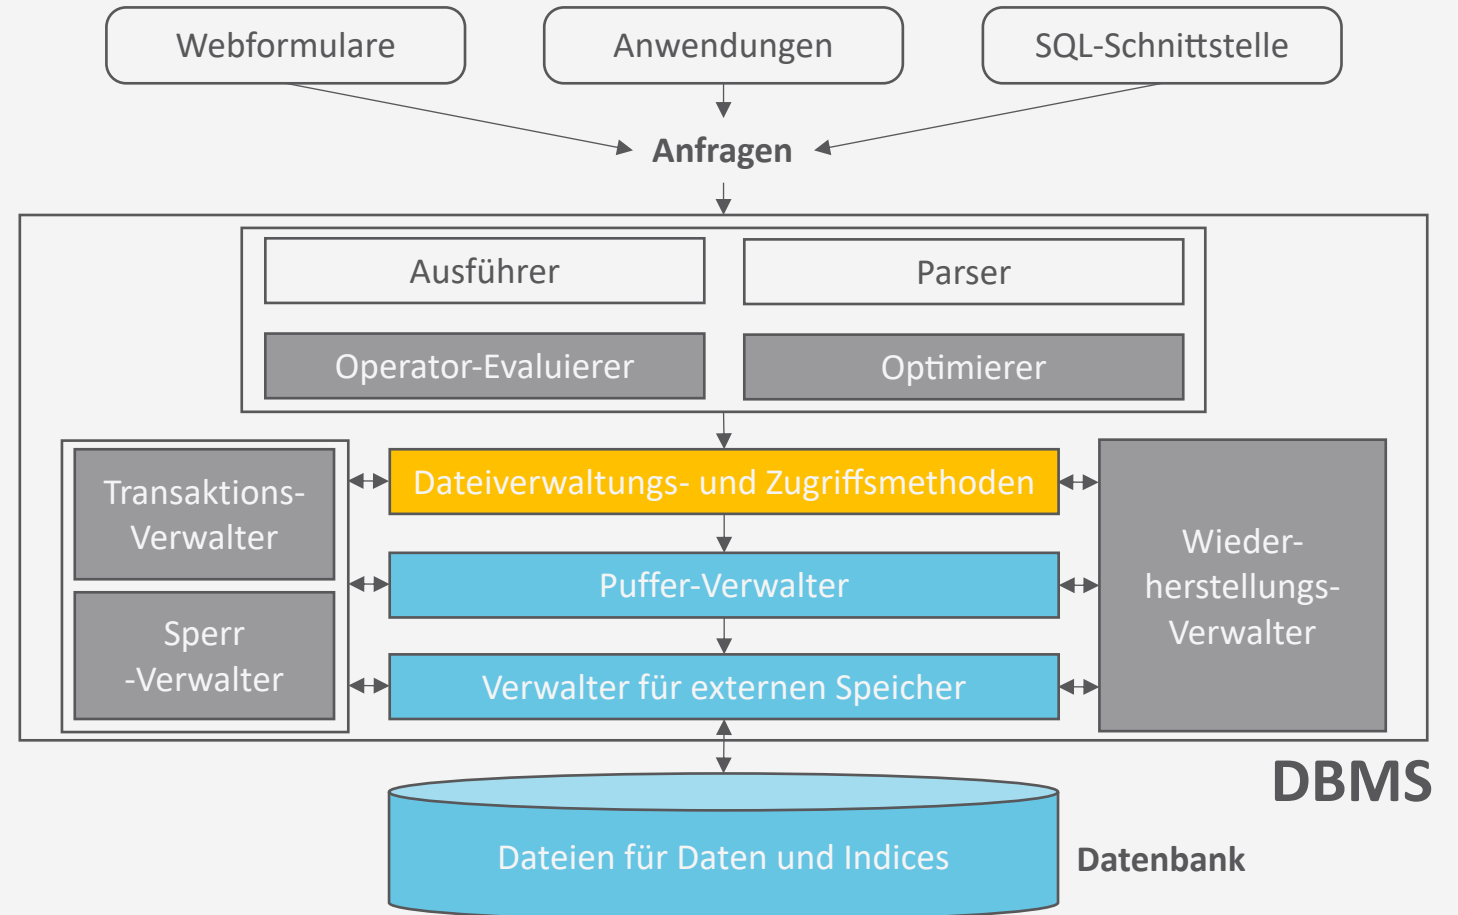 Webformulare
Anwendungen
SQL-Schnittstelle
Anfragen
Ausführer
Parser
Operator-Evaluierer
Optimierer
Transaktions-
Verwalter
Sperr
-Verwalter
Dateiverwaltungs- und Zugriffsmethoden
Puffer-Verwalter
Verwalter für externen Speicher
Wieder-
herstellungs-
Verwalter
DBMS
Dateien für Daten und Indices
Datenbank